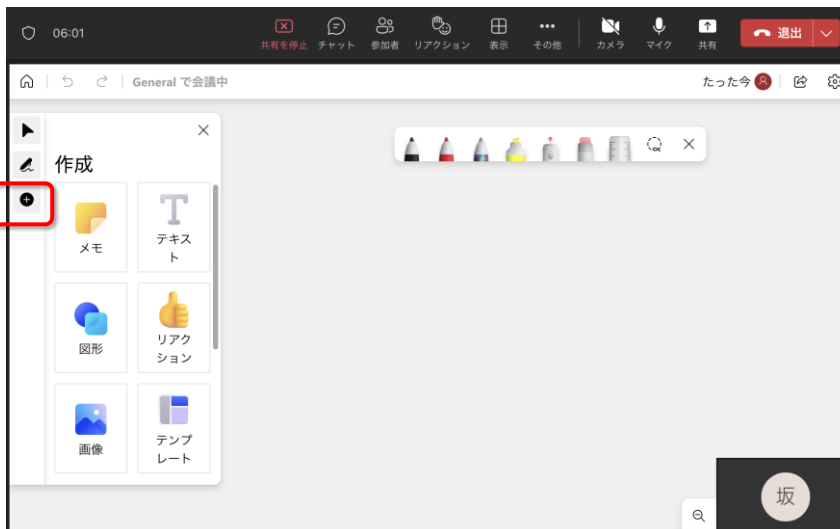 06:01
共有を停止 チャット 参加者 リアクション 表示 その他 カメラ マイク 共有 退出
General で会議中
たった今
作成
メモ
テキス
ト
図形
リアク
ション
画像
テンプ
レート
坂